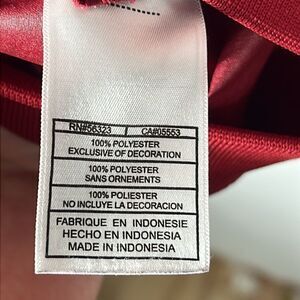 RN#56323 CA#05553
100% POLYESTER
EXCLUSIVE OF DECORATION
100% POLYESTER
SANS ORNEMENTS
100% POLIESTER
NO INCLUYE LA DECORACION
FABRIQUE EN INDONESIE
HECHO EN INDONESIA
MADE IN INDONESIA